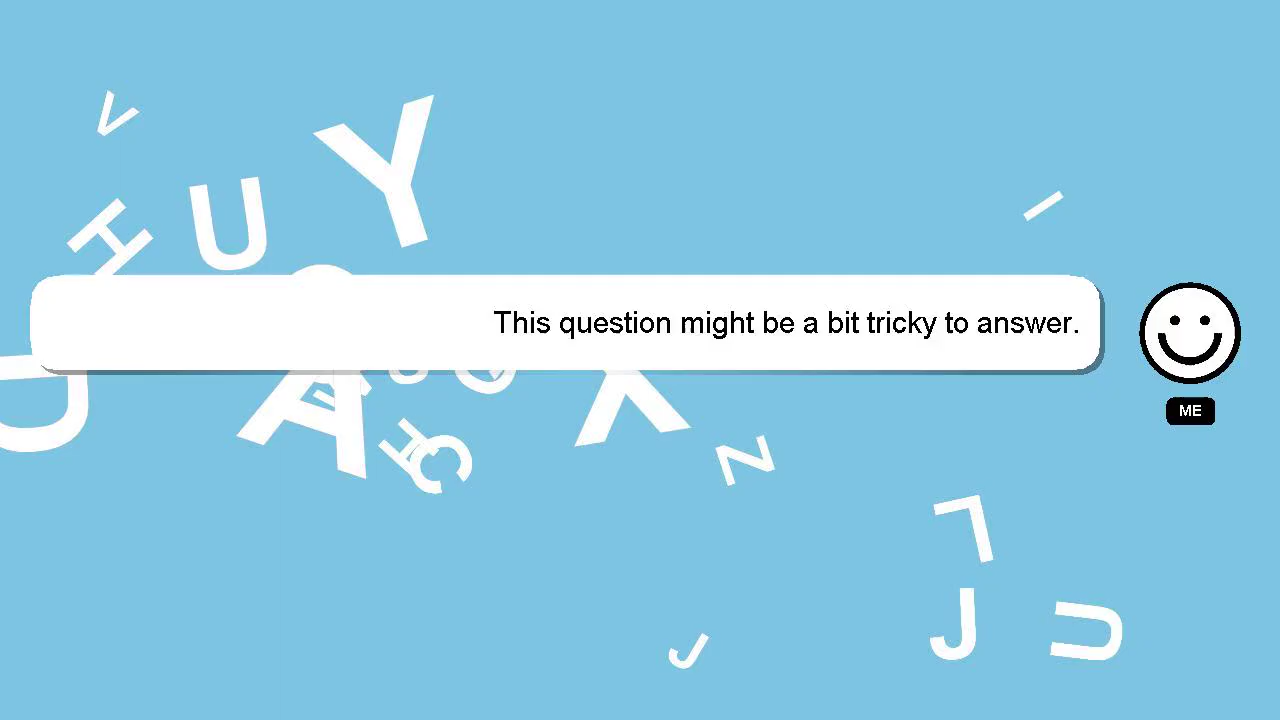 V
Y
U
H
I
This question might be a bit tricky to answer.
ME
A
X
H
C
N
L
J
U
J